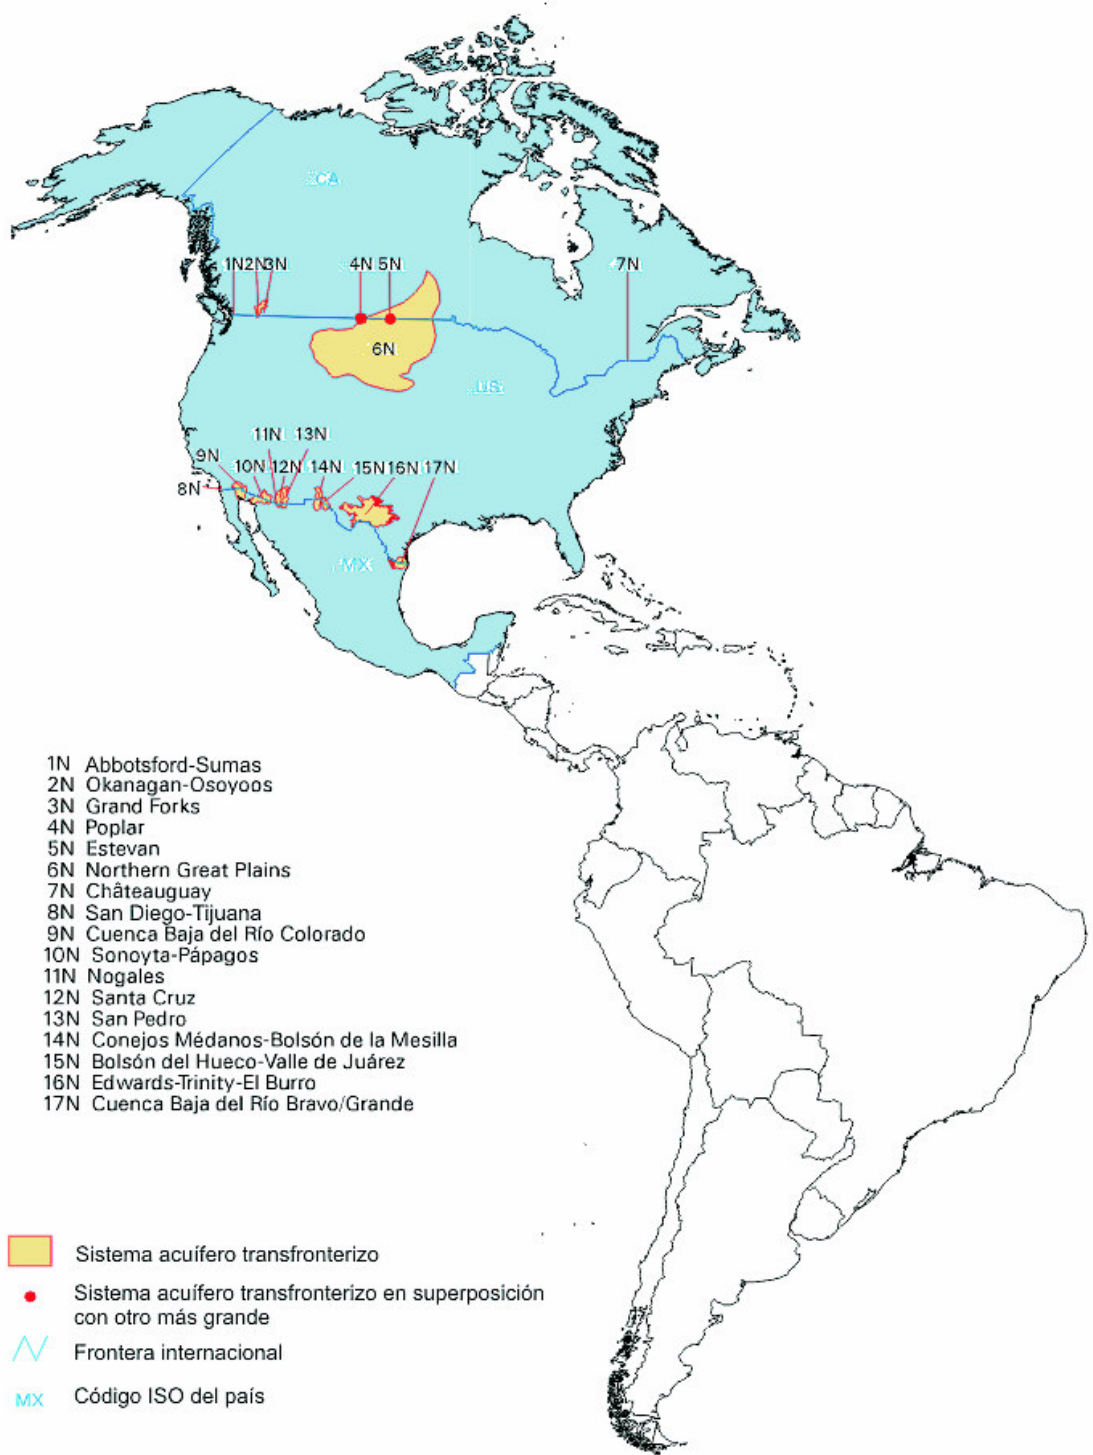 CA
1N 2N 3N 4N 5N 7N
6N
US
11N 13N
9N 10N 12N 14N 15N 16N 17N
8N
MX
1N Abbotsford-Sumas
2N Okanagan-Osoyoos
3N Grand Forks
4N Poplar
5N Estevan
6N Northern Great Plains
7N Châteauguay
8N San Diego-Tijuana
9N Cuenca Baja del Río Colorado
10N Sonoyta-Pápagos
11N Nogales
12N Santa Cruz
13N San Pedro
14N Conejos Médanos-Bolsón de la Mesilla
15N Bolsón del Hueco-Valle de Juárez
16N Edwards-Trinity-El Burro
17N Cuenca Baja del Río Bravo/Grande
Sistema acuífero transfronterizo
Sistema acuífero transfronterizo en superposición
con otro más grande
Frontera internacional
MX Código ISO del país